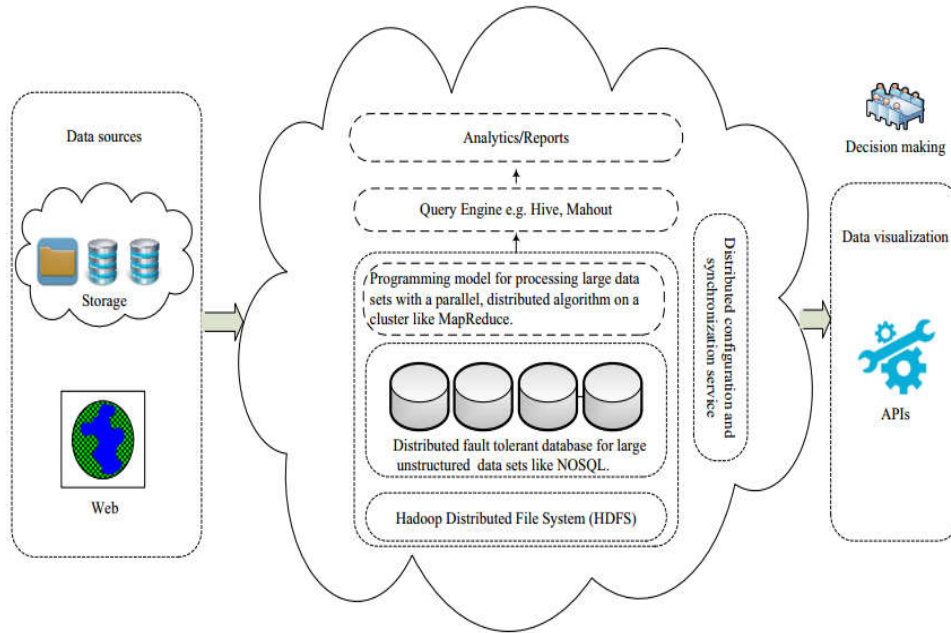 Data sources
Storage
Web
Analytics/Reports
Query Engine e.g. Hive, Mahout
Programming model for processing large data
sets with a parallel, distributed algorithm on a
cluster like MapReduce.
Distributed fault tolerant database for large
unstructured data sets like NOSQL.
Hadoop Distributed File System (HDFS)
Distributed configuration and
synchronization service
Decision making
Data visualization
APIs